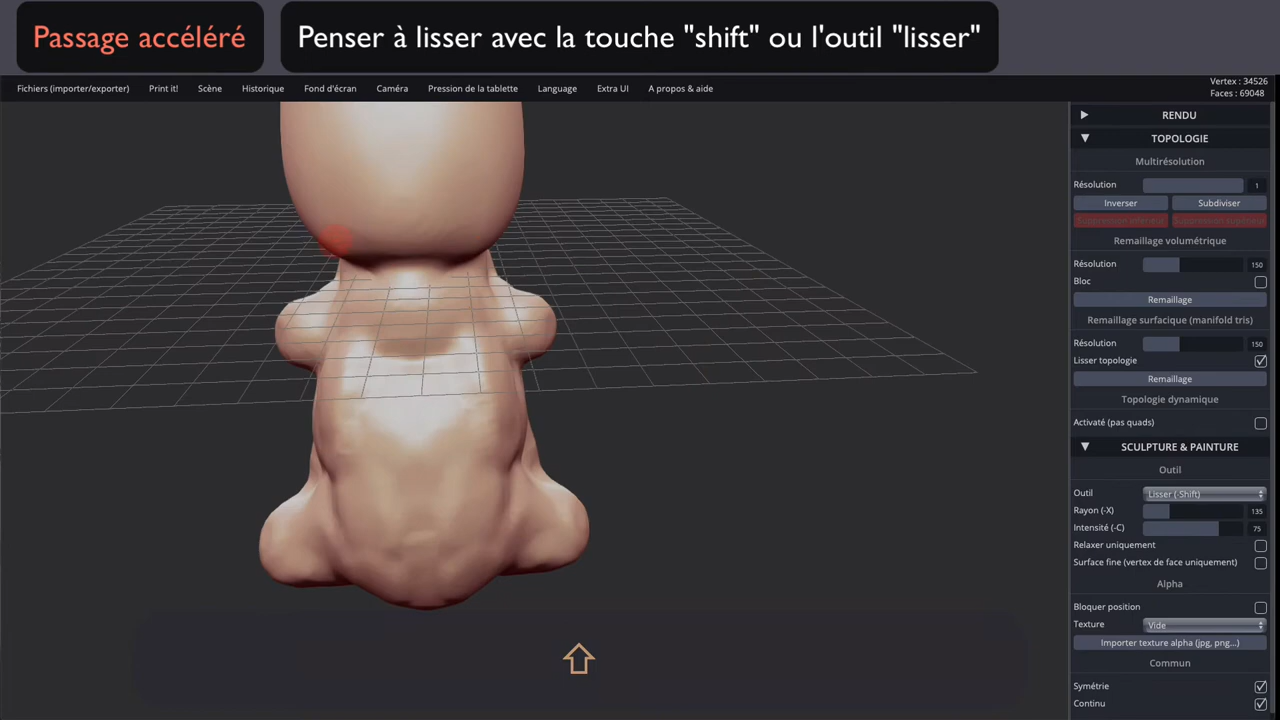 Passage accéléré
Penser à lisser avec la touche "shift" ou l'outil "lisser"
Fichiers (importer/exporter) Print it! Scène Historique Fond d'écran Caméra Pression de la tablette Language Extra UI A propos & aide
Vertex : 34526
Faces : 69048
RENDU
TOPOLOGIE
Multirésolution
Résolution 1
Inverser Subdiviser
Suppression inférieur Suppression supérieur
Remaillage volumétrique
Résolution 150
Bloc
Remaillage
Remaillage surfacique (manifold tris)
Résolution 150
Lisser topologie
Remaillage
Topologie dynamique
Activaté (pas quads)
SCULPTURE & PAINTURE
Outil
Outil Lisser (-Shift)
Rayon (-X) 135
Intensité (-C) 75
Relaxer uniquement
Surface fine (vertex de face uniquement)
Alpha
Bloquer position
Texture Vide
Importer texture alpha (jpg, png...)
Commun
Symétrie
Continu